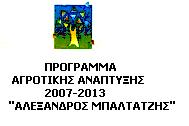 ΠΡΟΓΡΑΜΜΑ
ΑΓΡΟΤΙΚΗΣ ΑΝΑΠΤΥΞΗΣ
2007-2013
"ΑΛΕΞΑΝΔΡΟΣ ΜΠΑΛΤΑΤΖΗΣ"